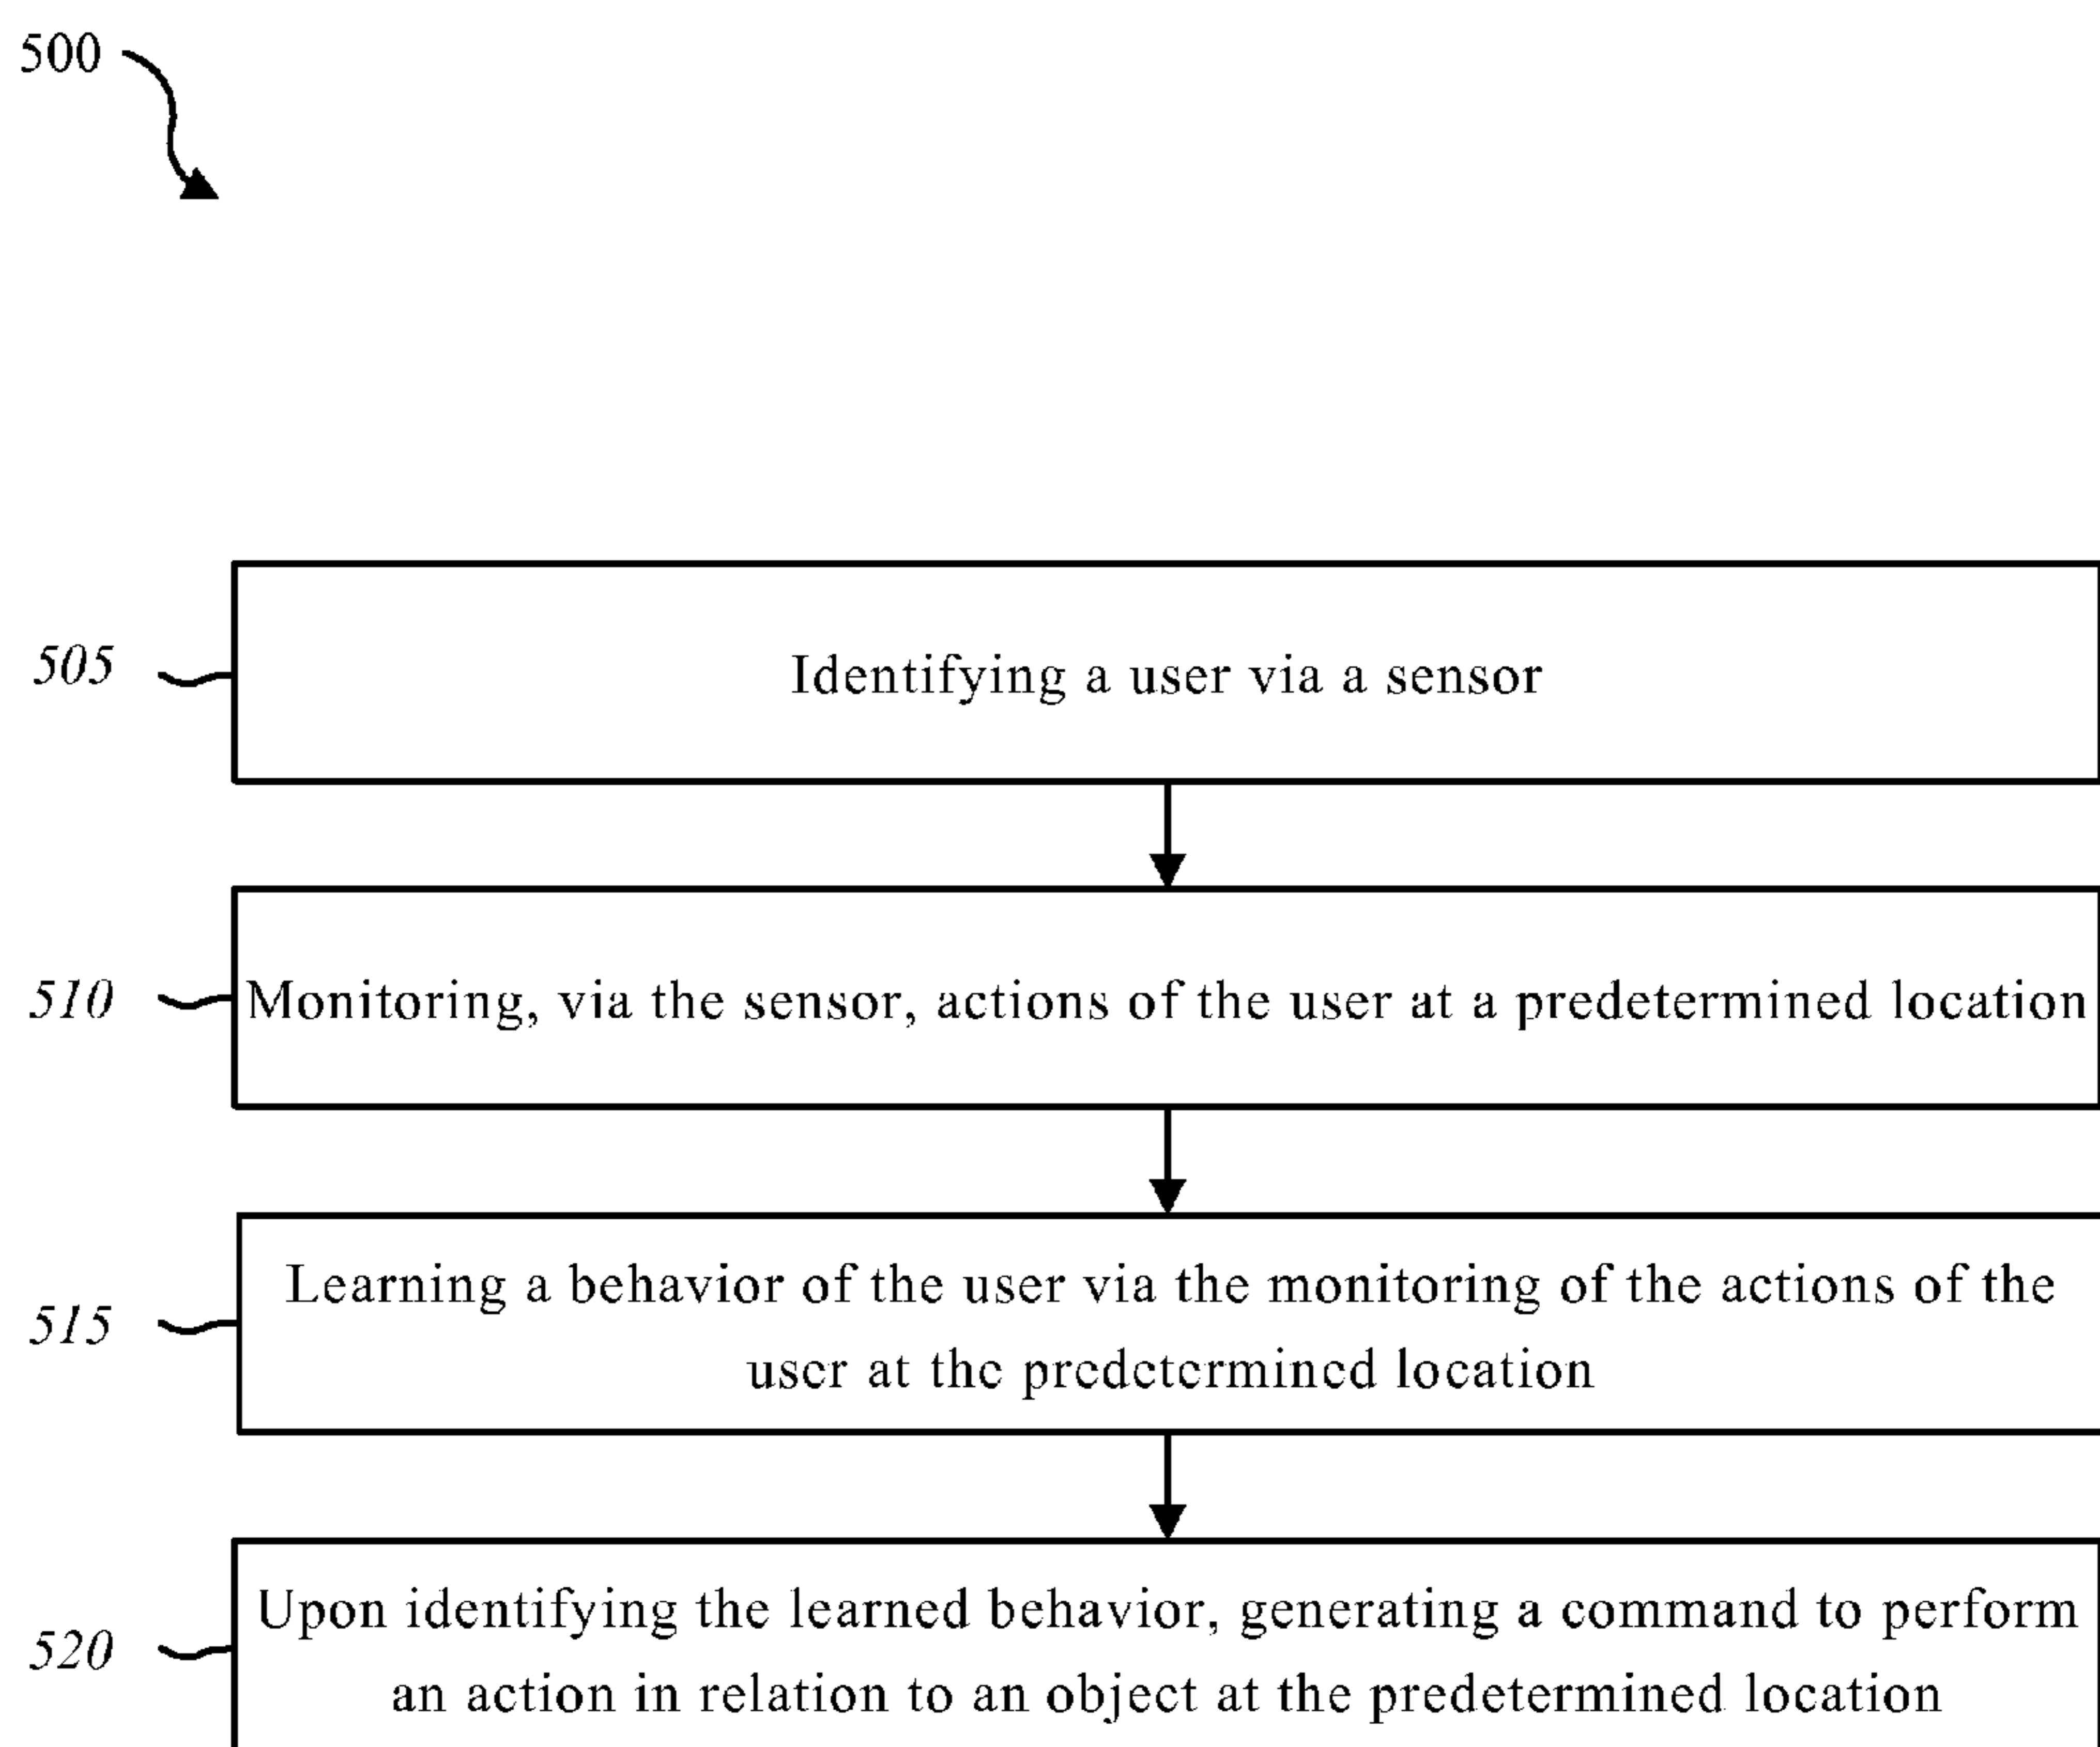 500
505
Identifying a user via a sensor
510
Monitoring, via the sensor, actions of the user at a predetermined location
515
Learning a behavior of the user via the monitoring of the actions of the
user at the predetermined location
520
Upon identifying the learned behavior, generating a command to perform
an action in relation to an object at the predetermined location